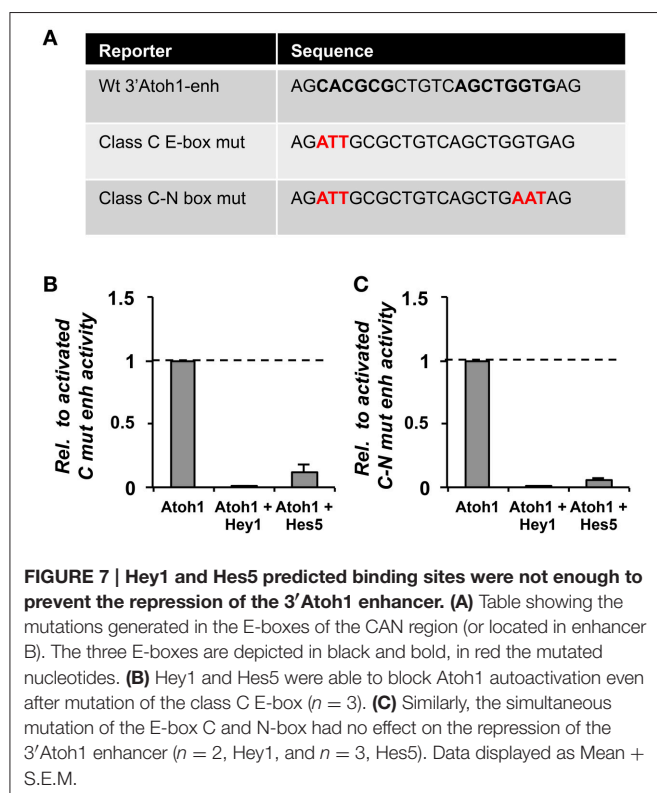 A
Reporter Sequence
Wt 3'Atoh1-enh AGCACGCGCTGTCAGCTGGTGAG
Class C E-box mut AGATTGCGCTGTCAGCTGGTGAG
Class C-N box mut AGATTGCGCTGTCAGCTGAATAG
B
Rel. to activated
C mut enh activity
1.5
1
0.5
0
Atoh1
Atoh1 +
Hey1
Atoh1 +
Hes5
C
Rel. to activated
C-N mut enh activity
1.5
1
0.5
0
Atoh1
Atoh1 +
Hey1
Atoh1 +
Hes5
FIGURE 7 | Hey1 and Hes5 predicted binding sites were not enough to
prevent the repression of the 3′Atoh1 enhancer. (A) Table showing the
mutations generated in the E-boxes of the CAN region (or located in enhancer
B). The three E-boxes are depicted in black and bold, in red the mutated
nucleotides. (B) Hey1 and Hes5 were able to block Atoh1 autoactivation even
after mutation of the class C E-box (n = 3). (C) Similarly, the simultaneous
mutation of the E-box C and N-box had no effect on the repression of the
3′Atoh1 enhancer (n = 2, Hey1, and n = 3, Hes5). Data displayed as Mean +
S.E.M.